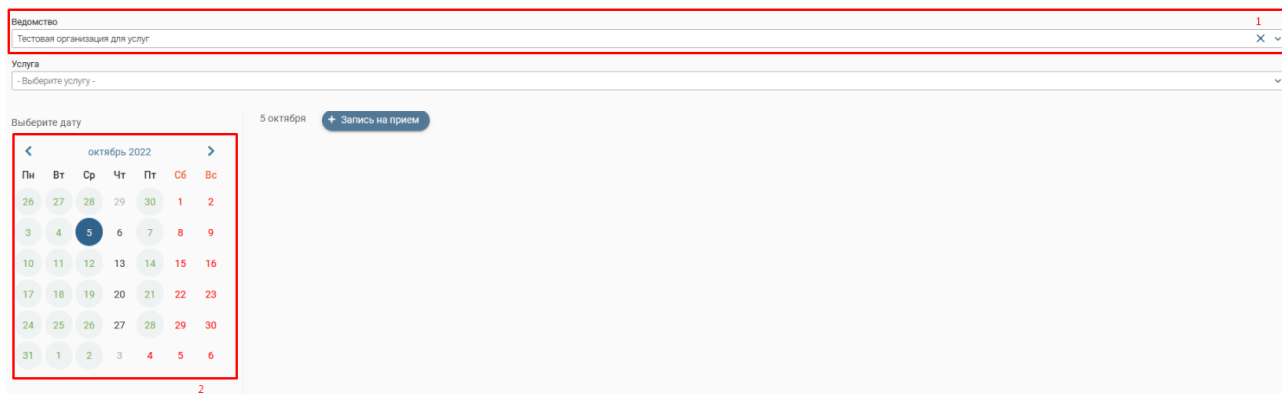 Ведомство 1
Тестовая организация для услуг
Услуга
- Выберите услугу -
Выберите дату
5 октября + Запись на прием
октябрь 2022
Пн Вт Ср Чт Пт Сб Вс
26 27 28 29 30 1 2
3 4 5 6 7 8 9
10 11 12 13 14 15 16
17 18 19 20 21 22 23
24 25 26 27 28 29 30
31 1 2 3 4 5 6
2